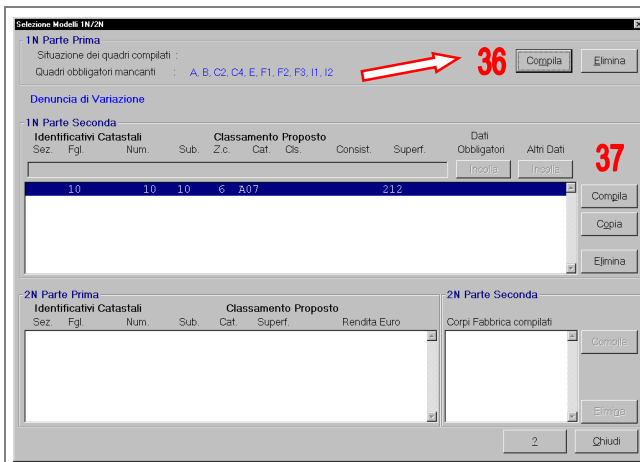 Selezione Modelli 1N/2N
1N Parte Prima
Situazione dei quadri compilati :
Quadri obbligatori mancanti : A, B, C2, C4, E, F1, F2, F3, I1, I2
36
Compila
Elimina
Denuncia di Variazione
1N Parte Seconda
Identificativi Catastali Classamento Proposto Dati
Sez. Fgl. Num. Sub. Z.c. Cat. Cls. Consist. Superf. Obbligatori Altri Dati
37
Incolla Incolla
10 10 10 6 A07 212
Compila
Copia
Elimina
2N Parte Prima
Identificativi Catastali Classamento Proposto
Sez. Fgl. Num. Sub. Cat. Superf. Rendita Euro
2N Parte Seconda
Corpi Fabbrica compilati
Compila
Elimina
? Chiudi